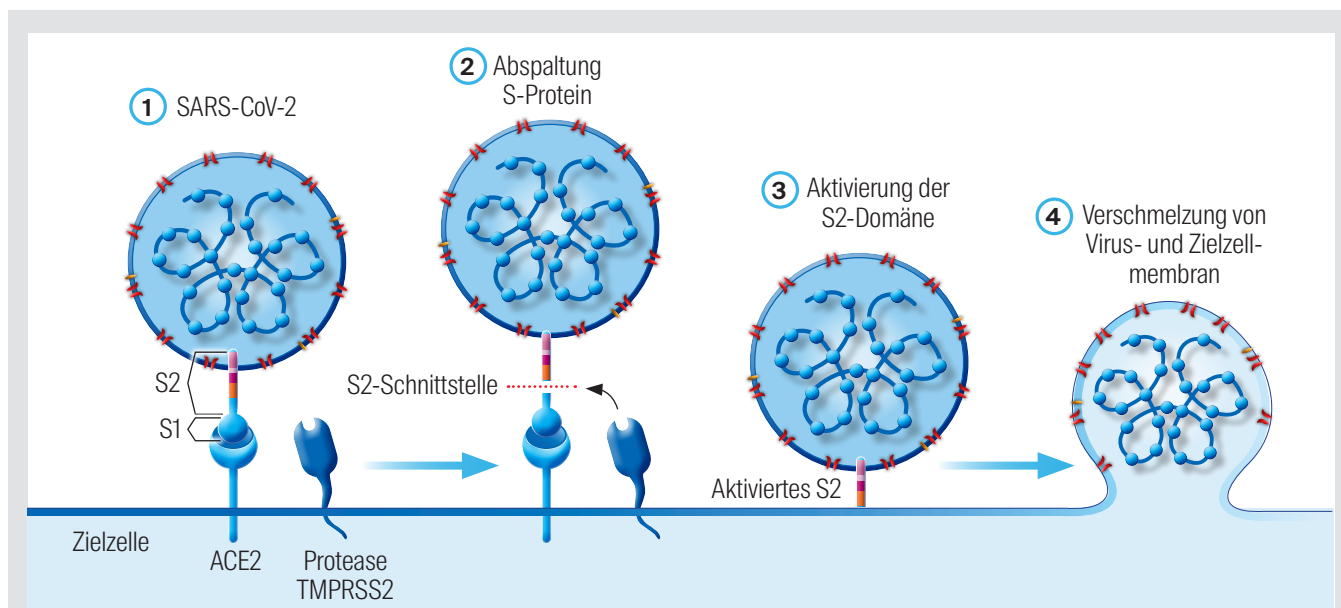 1 SARS-CoV-2
2 Abspaltung
S-Protein
3 Aktivierung der
S2-Domäne
4 Verschmelzung von
Virus- und Zielzell-
membran
S2
S1
S2-Schnittstelle
Aktiviertes S2
Zielzelle
ACE2
Protease
TMPRSS2